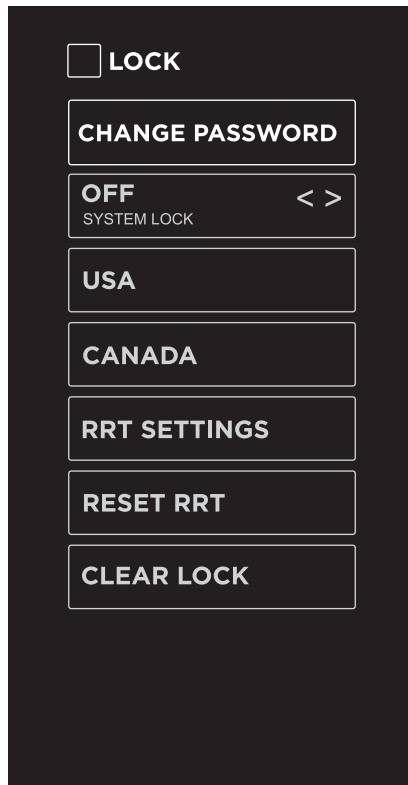 LOCK
CHANGE PASSWORD
OFF < >
SYSTEM LOCK
USA
CANADA
RRT SETTINGS
RESET RRT
CLEAR LOCK